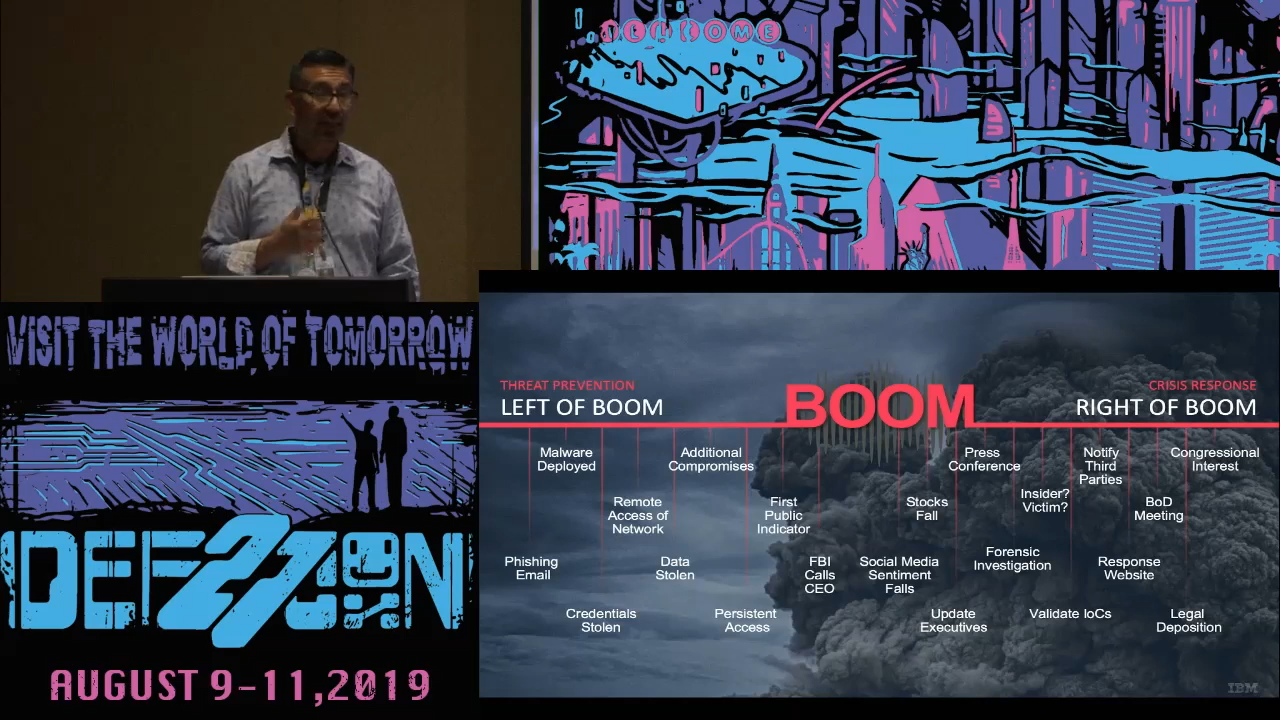 WELCOME
VISIT THE WORLD OF TOMORROW
DEF CON
27
AUGUST 9-11,2019
THREAT PREVENTION
LEFT OF BOOM
BOOM
CRISIS RESPONSE
RIGHT OF BOOM
Malware
Deployed
Additional
Compromises
Press
Conference
Notify
Third
Parties
Congressional
Interest
Remote
Access of
Network
First
Public
Indicator
Stocks
Fall
Insider?
Victim?
BoD
Meeting
Phishing
Email
Data
Stolen
FBI
Calls
CEO
Social Media
Sentiment
Falls
Forensic
Investigation
Response
Website
Credentials
Stolen
Persistent
Access
Update
Executives
Validate IoCs
Legal
Deposition
IBM